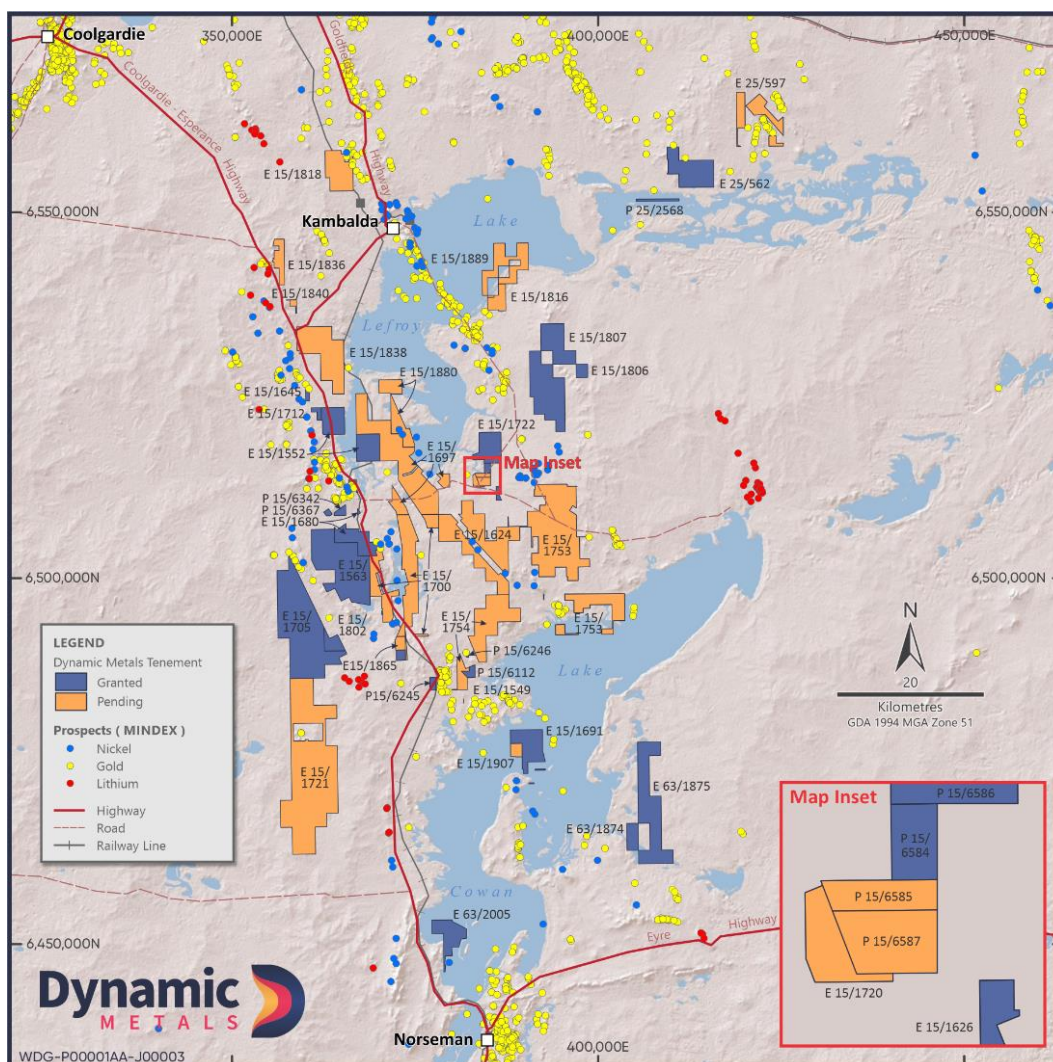 Coolgardie
350,000E
400,000E
450,000E
Goldfields
Highway
Coolgardie - Esperance
Highway
E 25/597
E 15/1818
E 25/562
P 25/2568
6,550,000N
6,550,000N
Kambalda
Lake
E 15/1836
E 15/1889
E 15/1840
E 15/1816
Lefroy
E 15/1807
E 15/1838
E 15/1806
E 15/1880
E 15/1645
E 15/1712
E 15/1722
E 15/1552
E 15/
1697
Map Inset
P 15/6342
P 15/6367
E 15/1680
E 15/1624
E 15/
1753
E 15/
1563
E 15/
1700
6,500,000N
6,500,000N
E 15/
1705
E 15/
1802
E 15/
1754
E 15/
1753
N
LEGEND
Dynamic Metals Tenement
Granted
Pending
Prospects ( MINDEX )
Nickel
Gold
Lithium
Highway
Road
Railway Line
E15/1865
P 15/6246
Lake
P 15/6112
P15/6245
E 15/1549
20
Kilometres
GDA 1994 MGA Zone 51
E 15/1691
E 15/1907
E 15/
1721
E 63/1875
E 63/1874
Map Inset
P 15/6586
P 15/
6584
P 15/6585
P 15/6587
E 15/1720
E 15/1626
Cowan
E 63/2005
Eyre
Highway
6,450,000N
Dynamic
METALS
Norseman
400,000E
WDG-P00001AA-J00003